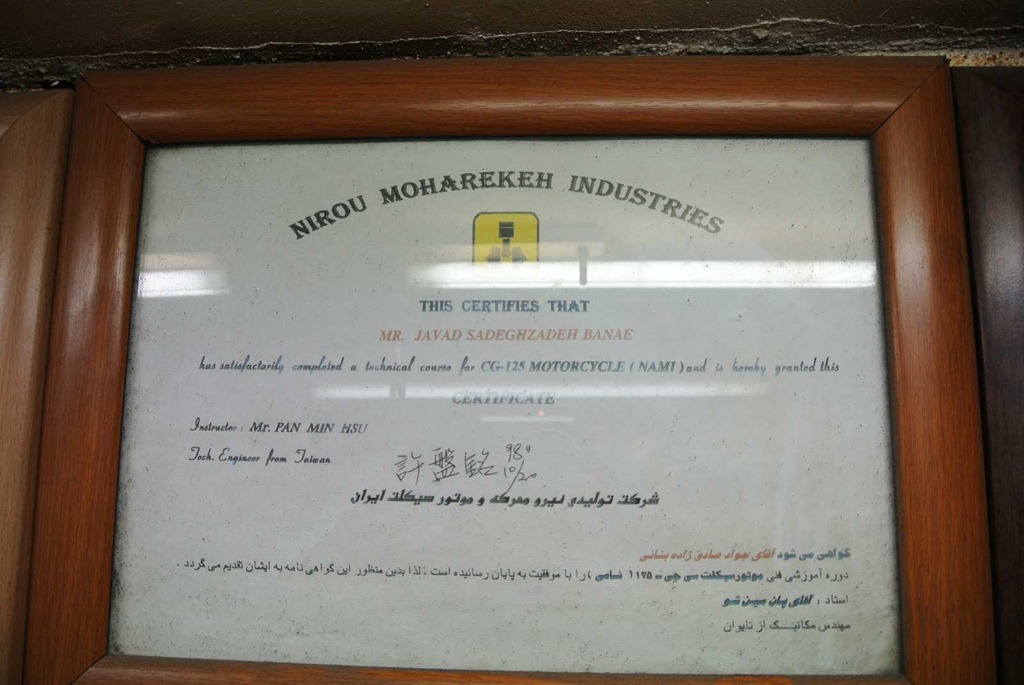 NIROU MOHAREKEH INDUSTRIES
THIS CERTIFIES THAT
MR. JAVAD SADEGHZADEH BANAE
has satisfactorily completed a technical course for CG-125 MOTORCYCLE ( NAMI ) and is hereby granted this
CERTIFICATE
Instructor : Mr. PAN MIN HSU
Tech. Engineer from Taiwan
許盤銘 98' 10/20
شرکت تولیدی نیرو محرکه و موتور سیکلت ایران
گواهی می شود آقای جواد صادق زاده بنائی
دوره آموزشی فنی موتورسیکلت سی جی - ۱۲۵ ( نامی ) را با موفقیت به پایان رسانیده است . لذا بدین منظور این گواهی نامه به ایشان تقدیم می گردد .
استاد : آقای پان مین شو
مهندس مکانیک از تایوان